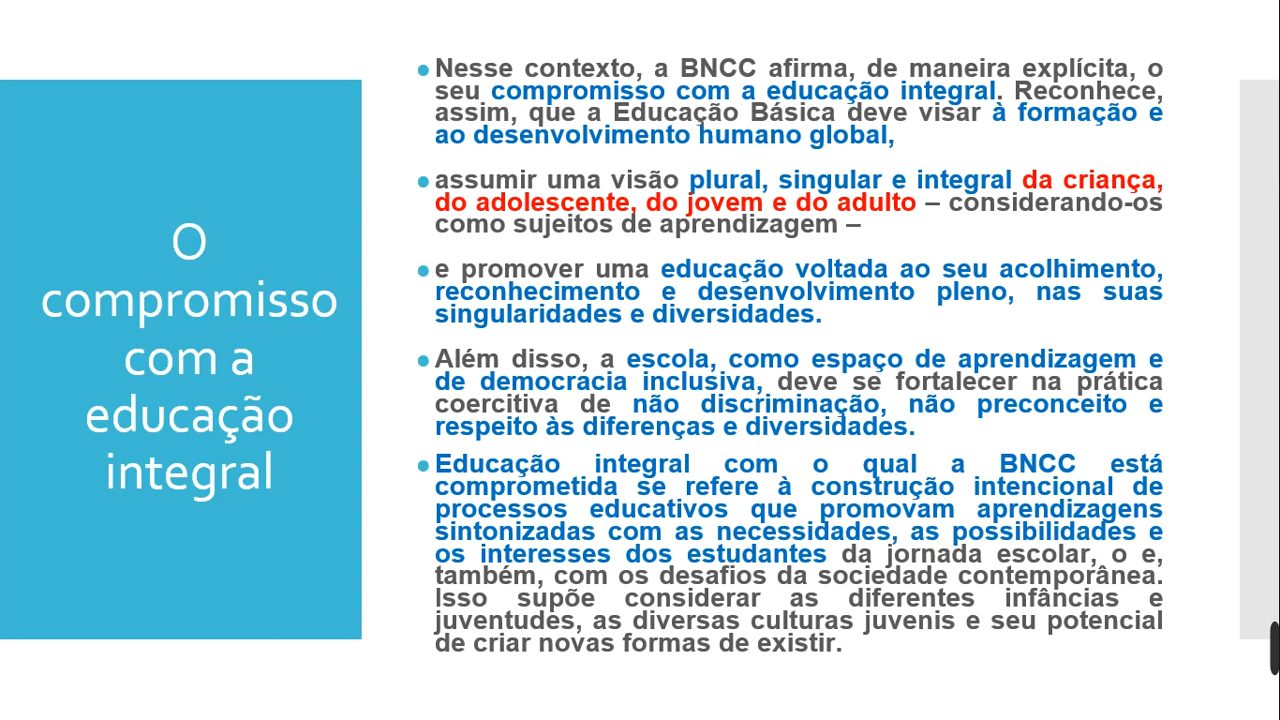 O
compromisso
com a
educação
integral
Nesse contexto, a BNCC afirma, de maneira explícita, o
seu compromisso com a educação integral. Reconhece,
assim, que a Educação Básica deve visar à formação e
ao desenvolvimento humano global,
assumir uma visão plural, singular e integral da criança,
do adolescente, do jovem e do adulto – considerando-os
como sujeitos de aprendizagem –
e promover uma educação voltada ao seu acolhimento,
reconhecimento e desenvolvimento pleno, nas suas
singularidades e diversidades.
Além disso, a escola, como espaço de aprendizagem e
de democracia inclusiva, deve se fortalecer na prática
coercitiva de não discriminação, não preconceito e
respeito às diferenças e diversidades.
Educação integral com o qual a BNCC está
comprometida se refere à construção intencional de
processos educativos que promovam aprendizagens
sintonizadas com as necessidades, as possibilidades e
os interesses dos estudantes da jornada escolar, o e,
também, com os desafios da sociedade contemporânea.
Isso supõe considerar as diferentes infâncias e
juventudes, as diversas culturas juvenis e seu potencial
de criar novas formas de existir.